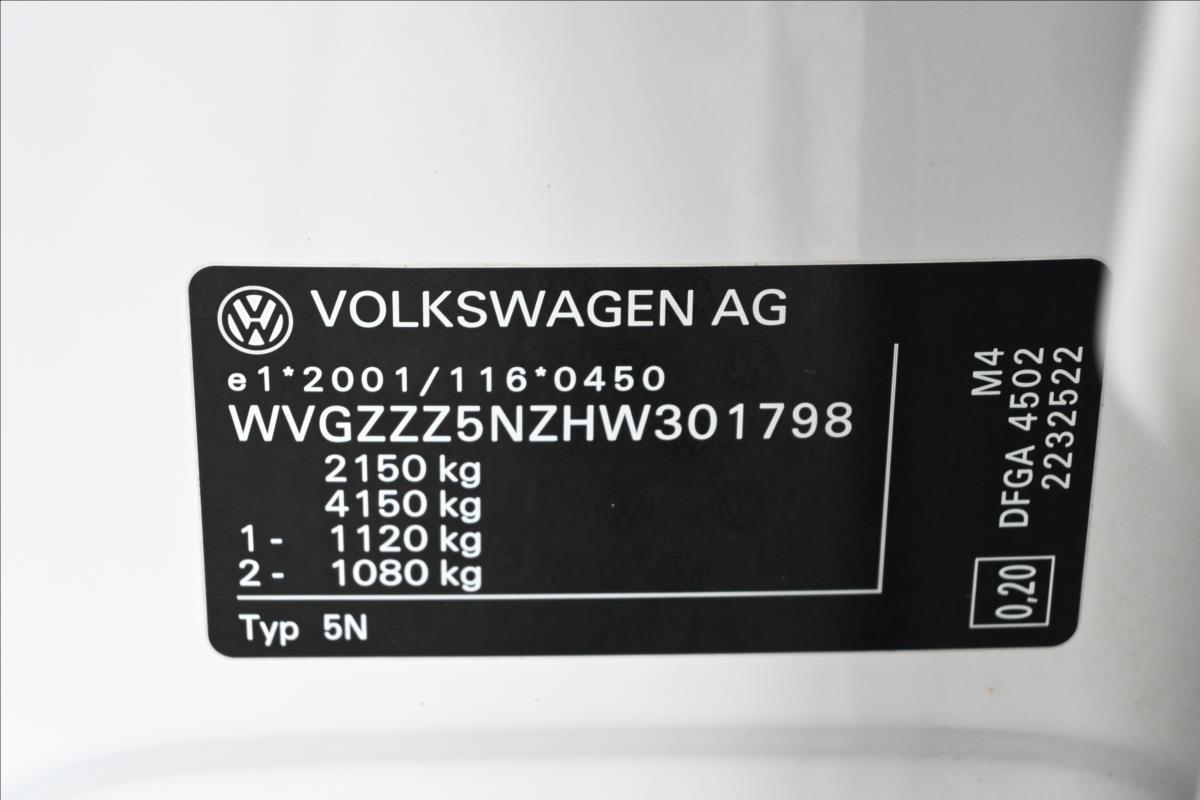 VOLKSWAGEN AG
e1*2001/116*0450
WVGZZZ5NZHW301798
2150 kg
4150 kg
1 - 1120 kg
2 - 1080 kg
Typ 5N
M4
DFGA 4502
2232522
0,20